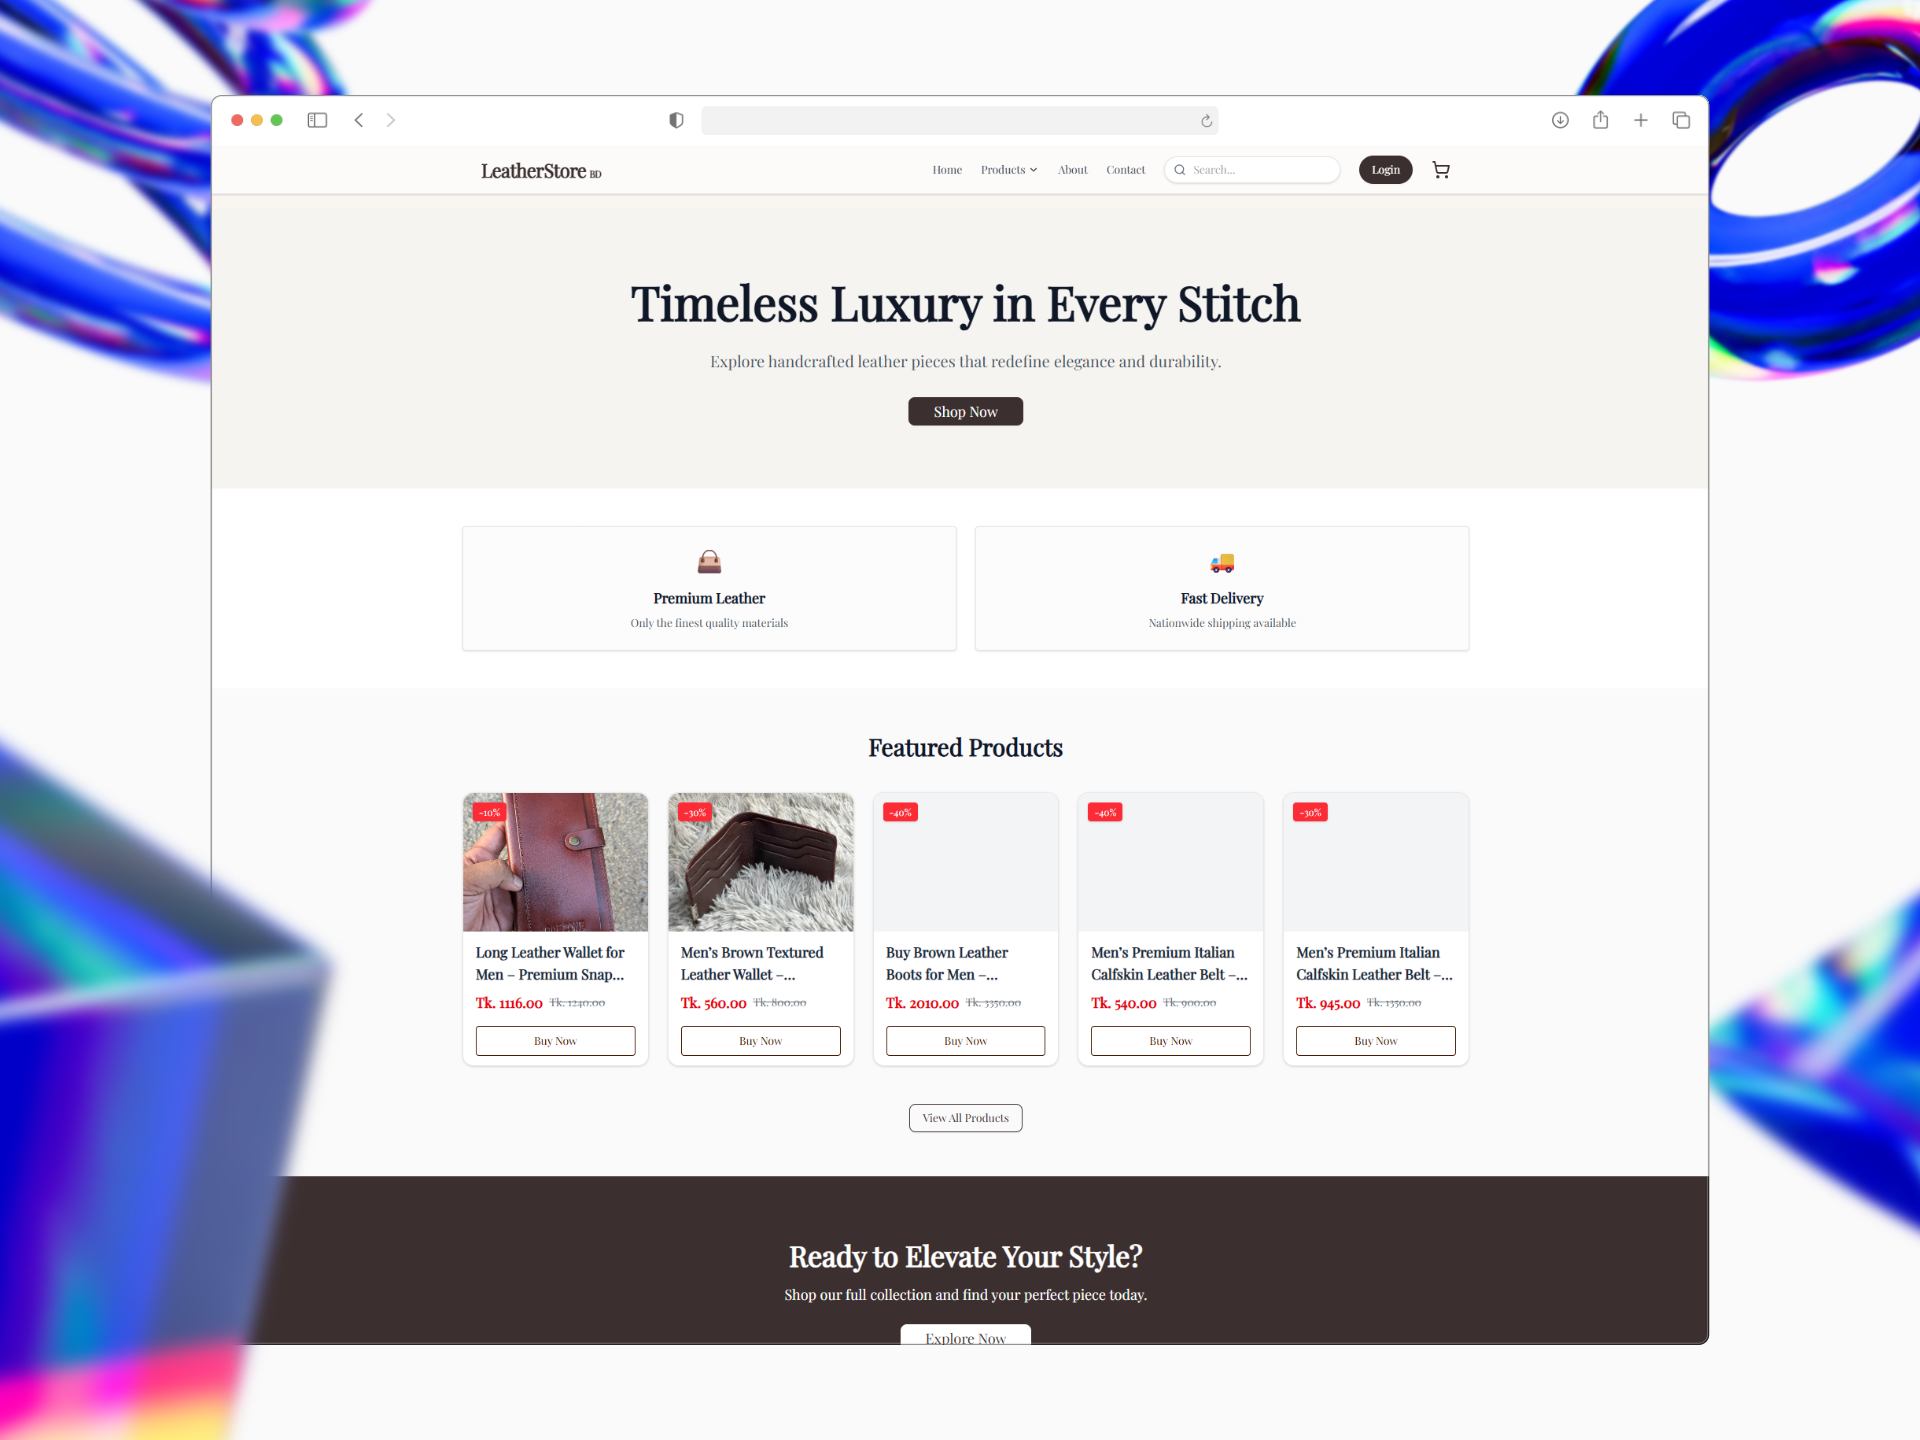 LeatherStore BD
Home Products About Contact Search... Login
Timeless Luxury in Every Stitch
Explore handcrafted leather pieces that redefine elegance and durability.
Shop Now
Premium Leather
Only the finest quality materials
Fast Delivery
Nationwide shipping available
Featured Products
-10%
Long Leather Wallet for
Men – Premium Snap...
Tk. 1116.00 Tk. 1240.00
Buy Now
-30%
Men's Brown Textured
Leather Wallet –...
Tk. 560.00 Tk. 800.00
Buy Now
-40%
Buy Brown Leather
Boots for Men –...
Tk. 2010.00 Tk. 3350.00
Buy Now
-40%
Men's Premium Italian
Calfskin Leather Belt –...
Tk. 540.00 Tk. 900.00
Buy Now
-30%
Men's Premium Italian
Calfskin Leather Belt –...
Tk. 945.00 Tk. 1350.00
Buy Now
View All Products
Ready to Elevate Your Style?
Shop our full collection and find your perfect piece today.
Explore Now